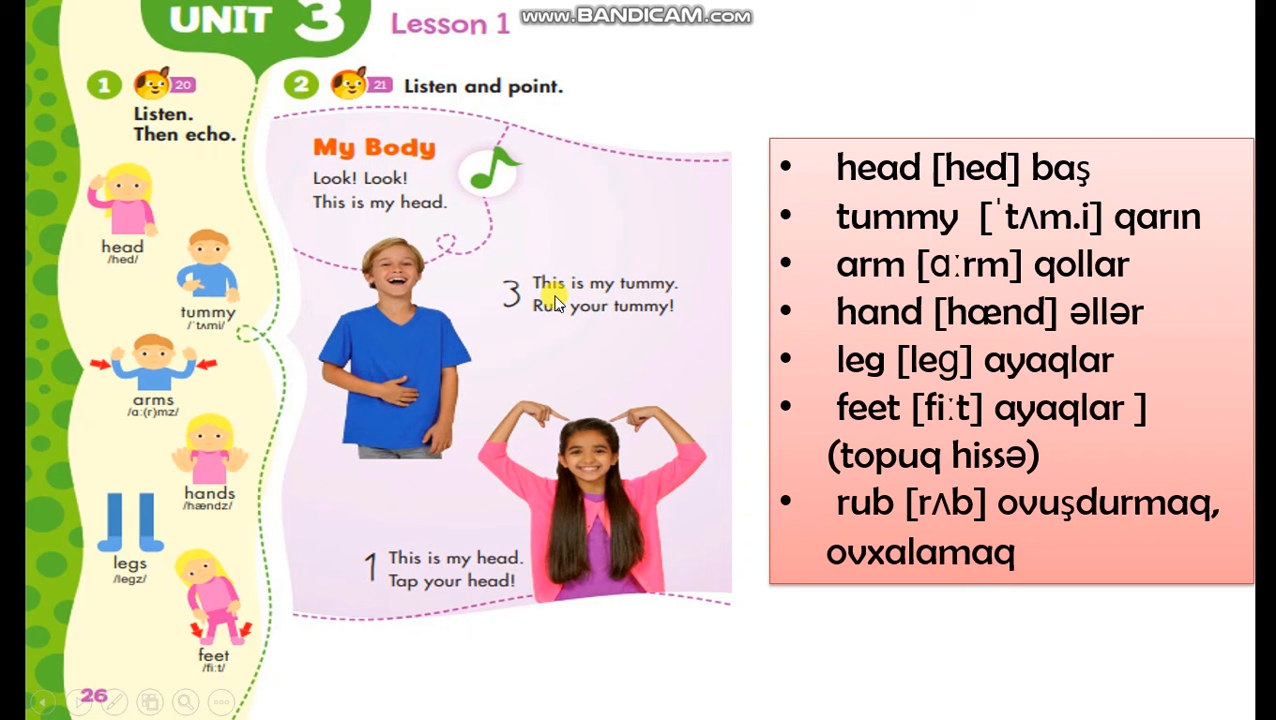 www.BANDICAM.com
UNIT 3
Lesson 1
1 20
Listen.
Then echo.
head
/hed/
tummy
/ˈtʌmi/
arms
/ɑː(r)mz/
hands
/hændz/
legs
/legz/
feet
/fiːt/
26
2 21 Listen and point.
My Body
Look! Look!
This is my head.
3 This is my tummy.
Rub your tummy!
1 This is my head.
Tap your head!
• head [hed] baş
• tummy [ˈtʌm.i] qarın
• arm [ɑːrm] qollar
• hand [hænd] əllər
• leg [leɡ] ayaqlar
• feet [fiːt] ayaqlar ]
(topuq hissə)
• rub [rʌb] ovuşdurmaq,
ovxalamaq